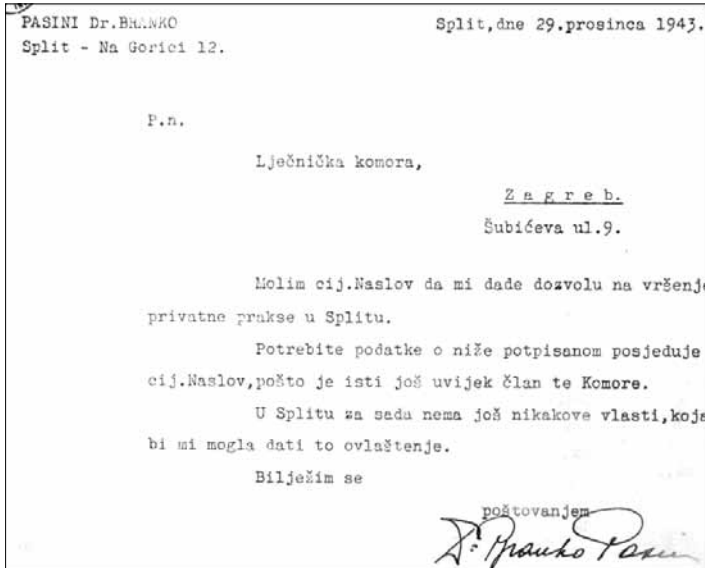 PASINI Dr.BRANKO
Split,dne 29.prosinca 1943.
Split - Na Gorici 12.
P.n.
Lječnička komora,
Zagreb.
Šubićeva ul.9.
Molim cij.Naslov da mi dade dozvolu na vršenje
privatne prakse u Splitu.
Potrebite podatke o niže potpisanom posjeduje
cij.Naslov,pošto je isti još uvijek član te Komore.
U Splitu za sada nema još nikakove vlasti,koja
bi mi mogla dati to ovlaštenje.
Bilježim se
poštovanjem
Dr Branko Pasini